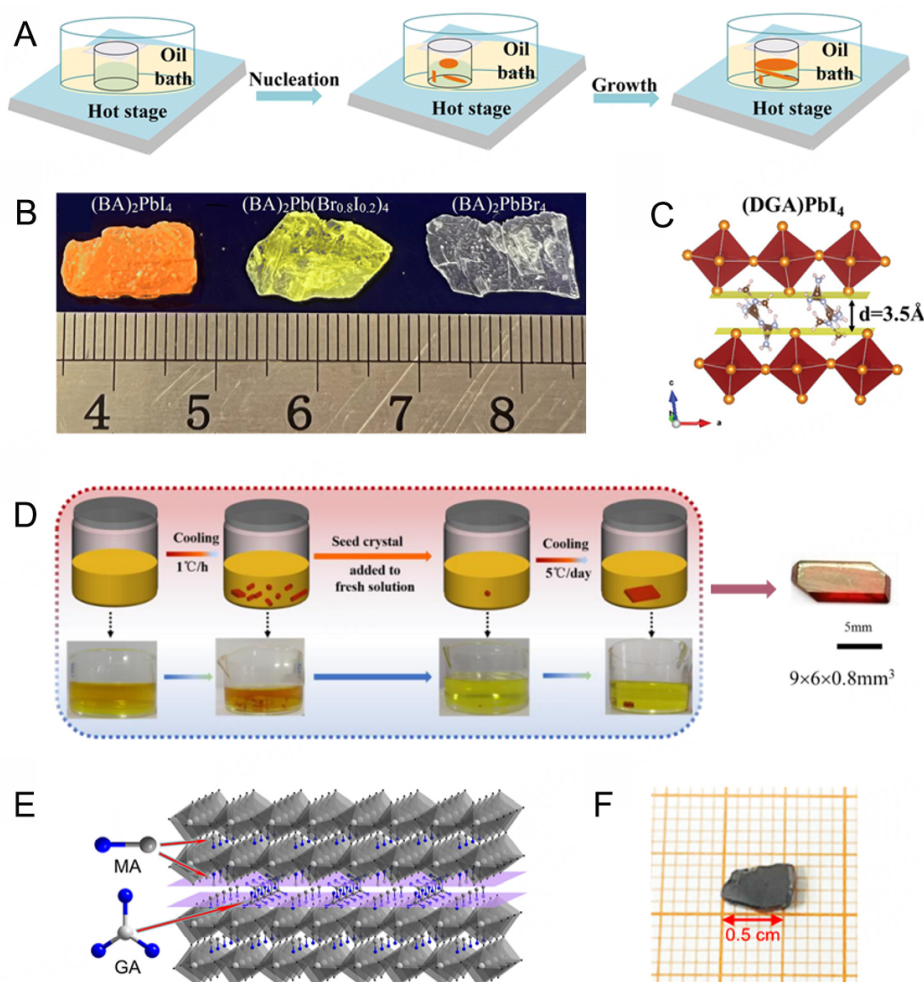 A
Oil
bath
Hot stage
Nucleation
Oil
bath
Hot stage
Growth
Oil
bath
Hot stage
B
(BA)₂PbI₄
(BA)₂Pb(Br₀.₈I₀.₂)₄
(BA)₂PbBr₄
4 5 6 7 8
C
(DGA)PbI₄
d=3.5Å
c
a
D
Cooling
1℃/h
Seed crystal
added to
fresh solution
Cooling
5℃/day
5mm
9×6×0.8mm³
E
MA
GA
F
0.5 cm